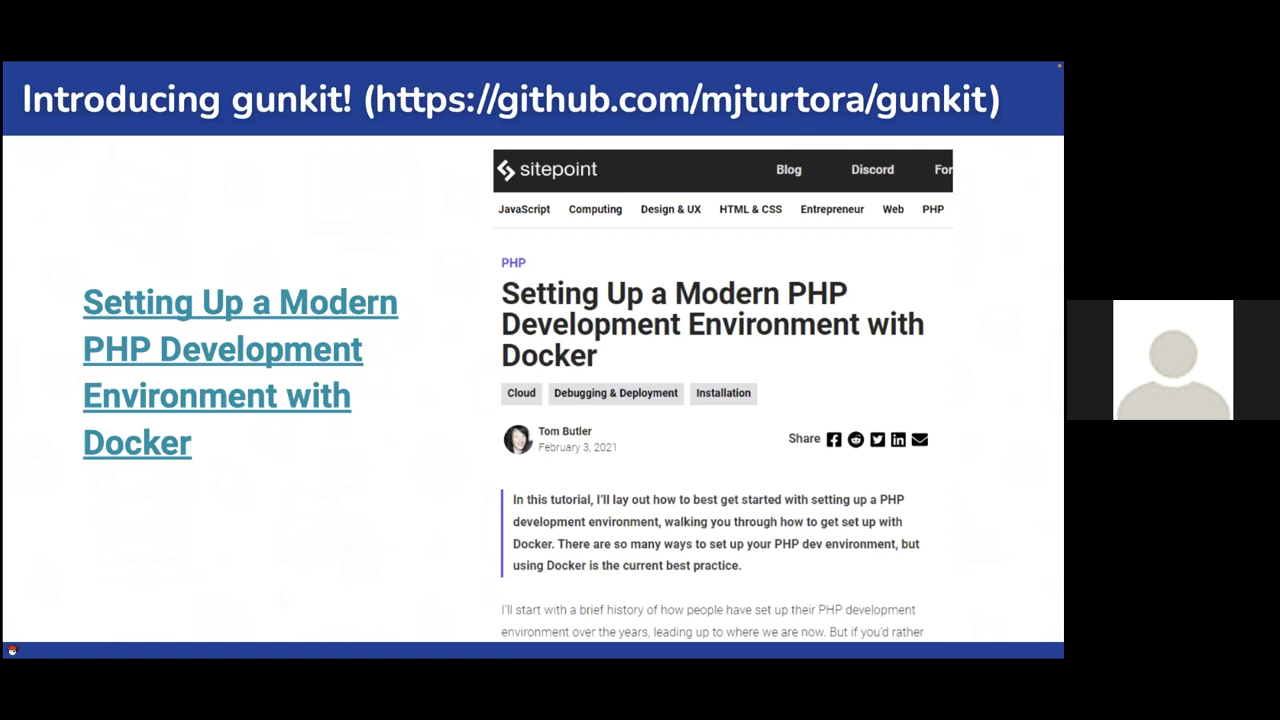 Introducing gunkit! (https://github.com/mjturtora/gunkit)
Setting Up a Modern
PHP Development
Environment with
Docker
sitepoint Blog Discord For
JavaScript Computing Design & UX HTML & CSS Entrepreneur Web PHP
PHP
Setting Up a Modern PHP
Development Environment with
Docker
Cloud Debugging & Deployment Installation
Tom Butler
February 3, 2021
Share
In this tutorial, I'll lay out how to best get started with setting up a PHP
development environment, walking you through how to get set up with
Docker. There are so many ways to set up your PHP dev environment, but
using Docker is the current best practice.
I'll start with a brief history of how people have set up their PHP development
environment over the years, leading up to where we are now. But if you'd rather